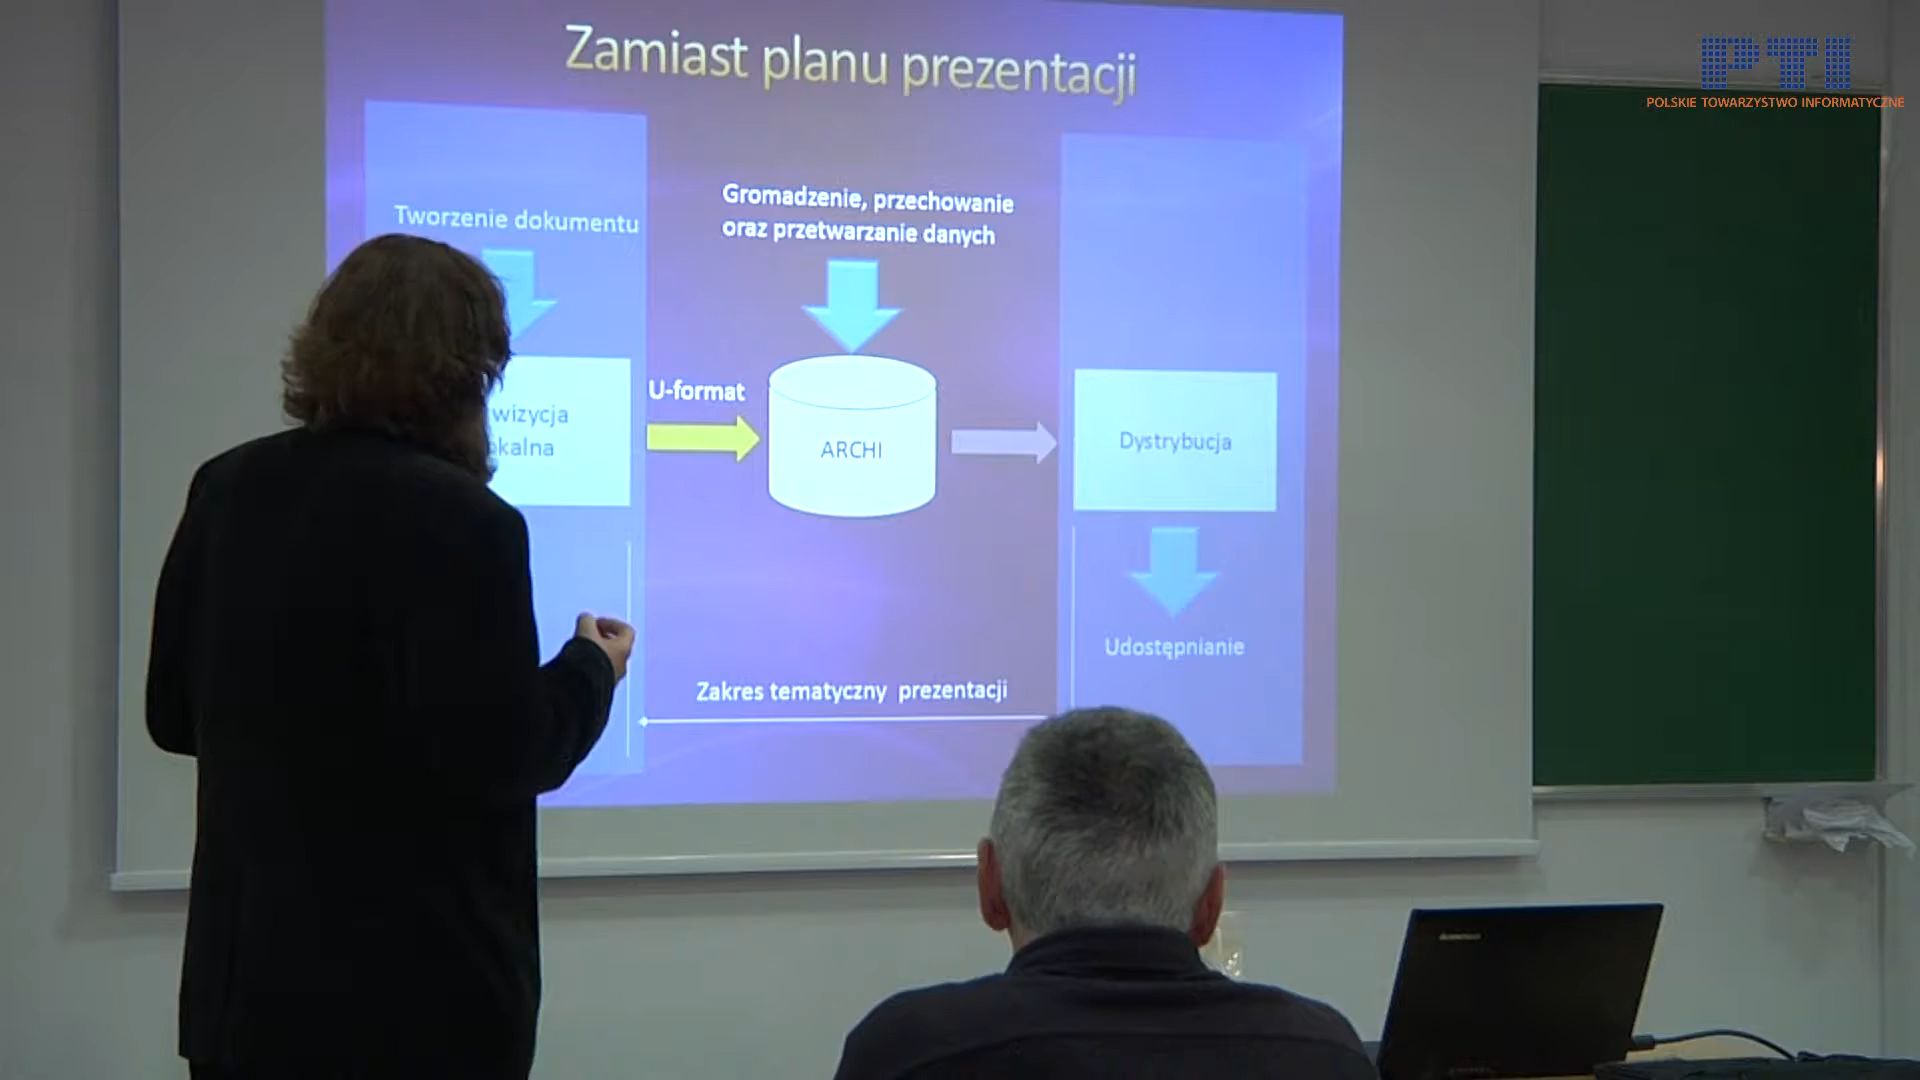 PTI
POLSKIE TOWARZYSTWO INFORMATYCZNE
Zamiast planu prezentacji
Tworzenie dokumentu
Gromadzenie, przechowanie
oraz przetwarzanie danych
U-format
ARCHI
Dystrybucja
Udostępnianie
Zakres tematyczny prezentacji
lenovo